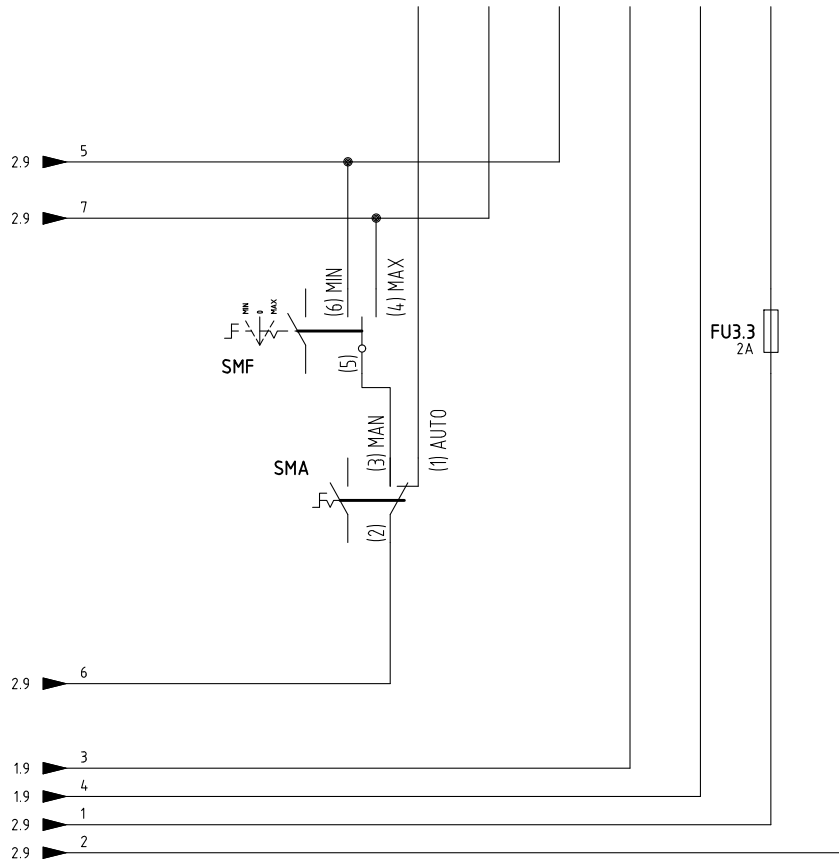 2.9 5
2.9 7
(6) MIN
(4) MAX
MIN
0
MAX
SMF
(5)
FU3.3
2A
(3) MAN
(1) AUTO
SMA
(2)
2.9 6
1.9 3
1.9 4
2.9 1
2.9 2